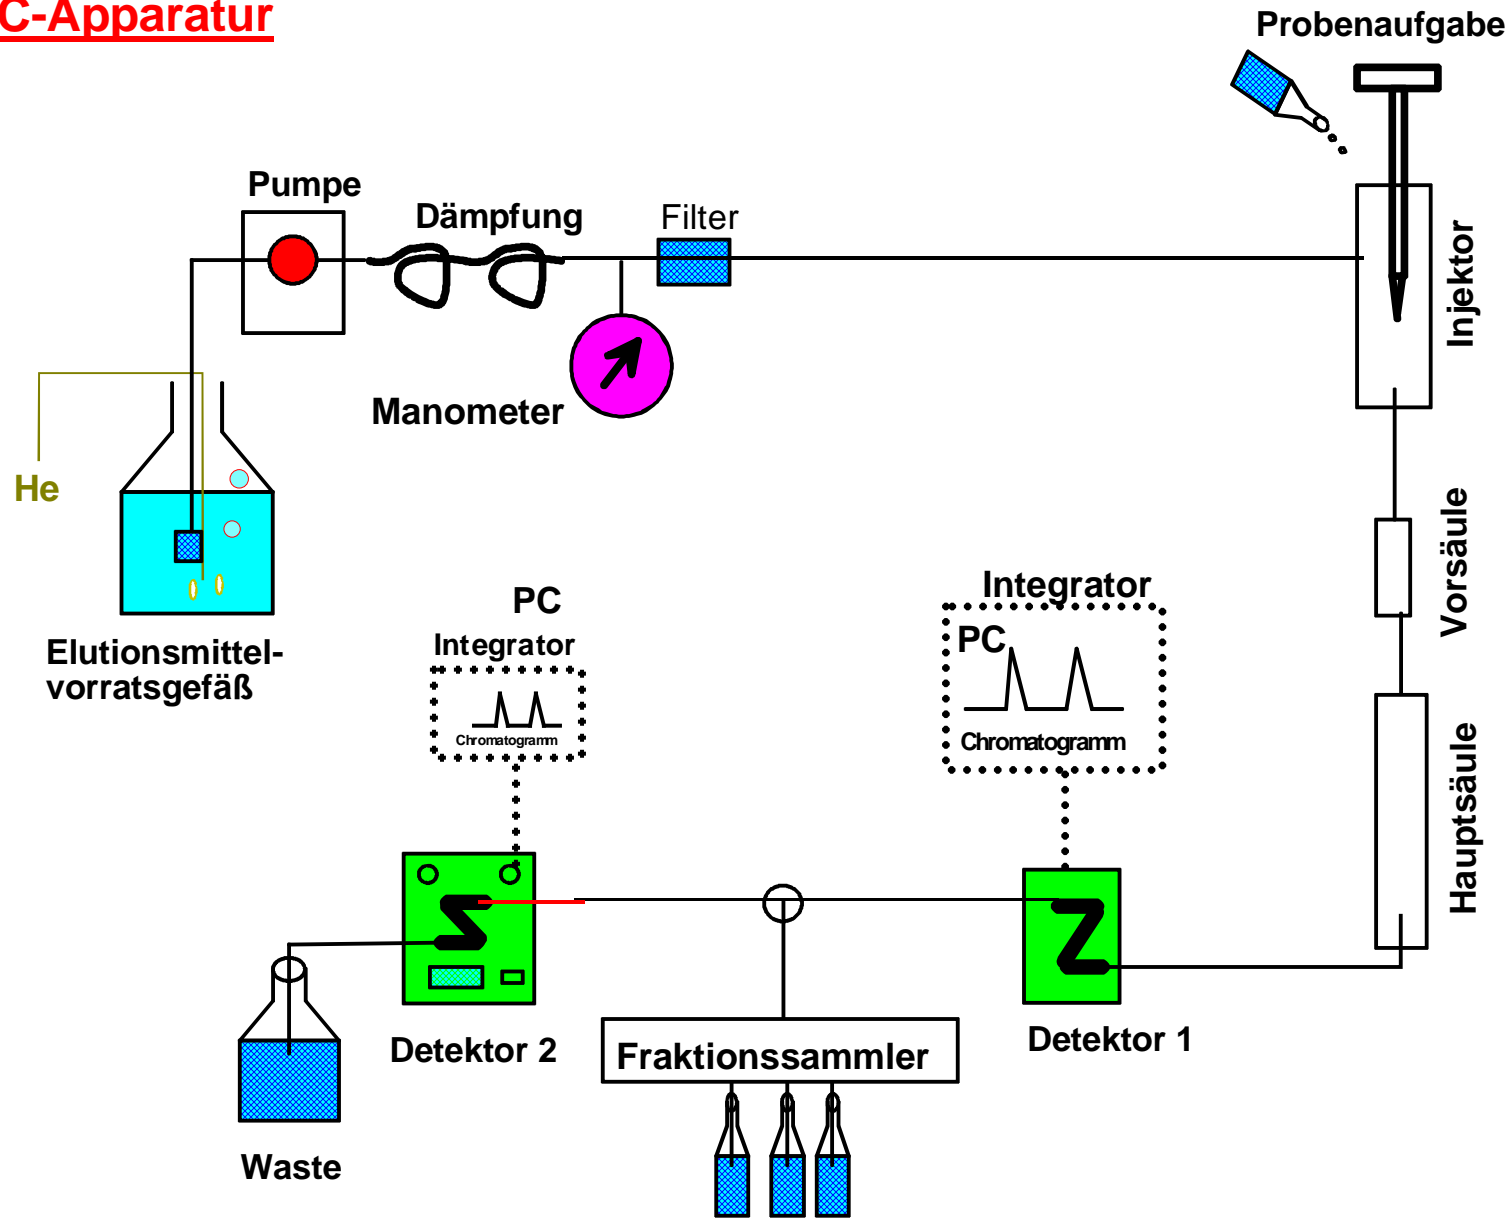 C-Apparatur
Probenaufgabe
Pumpe
Dämpfung
Filter
Injektor
Manometer
He
Vorsäule
Elutionsmittel-
vorratsgefäß
PC
Integrator
Chromatogramm
Integrator
PC
Chromatogramm
Hauptsäule
Detektor 2
Fraktionssammler
Detektor 1
Waste